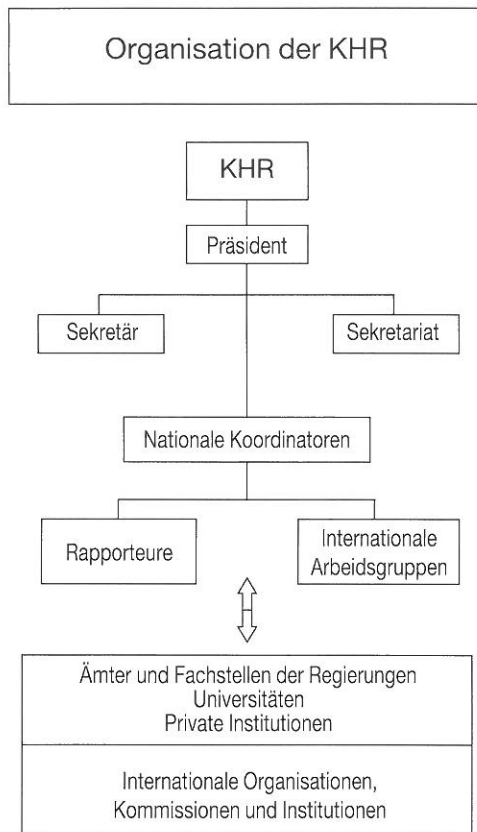 Organisation der KHR
KHR
Präsident
Sekretär
Sekretariat
Nationale Koordinatoren
Rapporteure
Internationale
Arbeidsgruppen
Ämter und Fachstellen der Regierungen
Universitäten
Private Institutionen
Internationale Organisationen,
Kommissionen und Institutionen